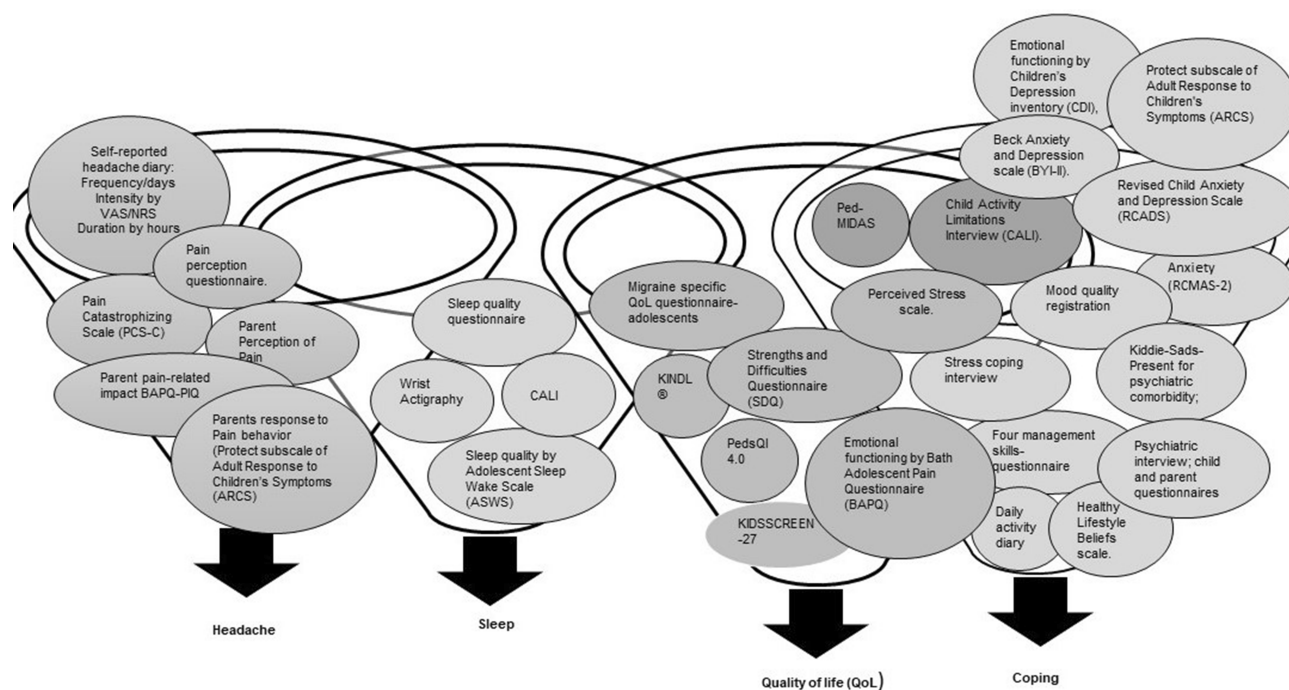 Self-reported
headache diary:
Frequency/days
Intensity by
VAS/NRS
Duration by hours
Pain
perception
questionnaire.
Pain
Catastrophizing
Scale (PCS-C)
Parent
Perception of
Pain
Parent pain-related
impact BAPQ-PIQ
Parents response to
Pain behavior
(Protect subscale of
Adult Response to
Children's Symptoms
(ARCS)
Headache
Sleep quality
questionnaire
Wrist
Actigraphy
CALI
Sleep quality by
Adolescent Sleep
Wake Scale
(ASWS)
Sleep
Migraine specific
QoL questionnaire-
adolescents
KINDL
®
Strengths and
Difficulties
Questionnaire
(SDQ)
PedsQl
4.0
Emotional
functioning by Bath
Adolescent Pain
Questionnaire
(BAPQ)
KIDSSCREEN
-27
Ped-
MIDAS
Child Activity
Limitations
Interview (CALI).
Perceived Stress
scale.
Quality of life (QoL)
Emotional
functioning by
Children's
Depression
inventory (CDI),
Protect subscale of
Adult Response to
Children's
Symptoms (ARCS)
Beck Anxiety
and Depression
scale (BYI-II).
Revised Child Anxiety
and Depression Scale
(RCADS)
Anxiety
(RCMAS-2)
Mood quality
registration
Stress coping
interview
Kiddie-Sads-
Present for
psychiatric
comorbidity;
Four management
skills-
questionnaire
Psychiatric
interview; child
and parent
questionnaires
Daily
activity
diary
Healthy
Lifestyle
Beliefs
scale.
Coping